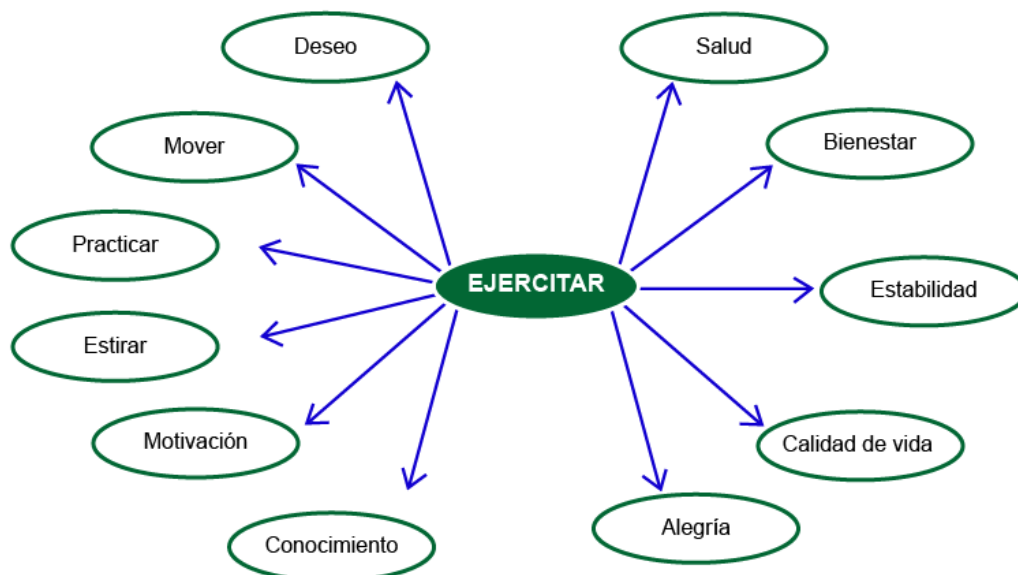 Deseo
Salud
Mover
Bienestar
Practicar
EJERCITAR
Estabilidad
Estirar
Motivación
Calidad de vida
Conocimiento
Alegría